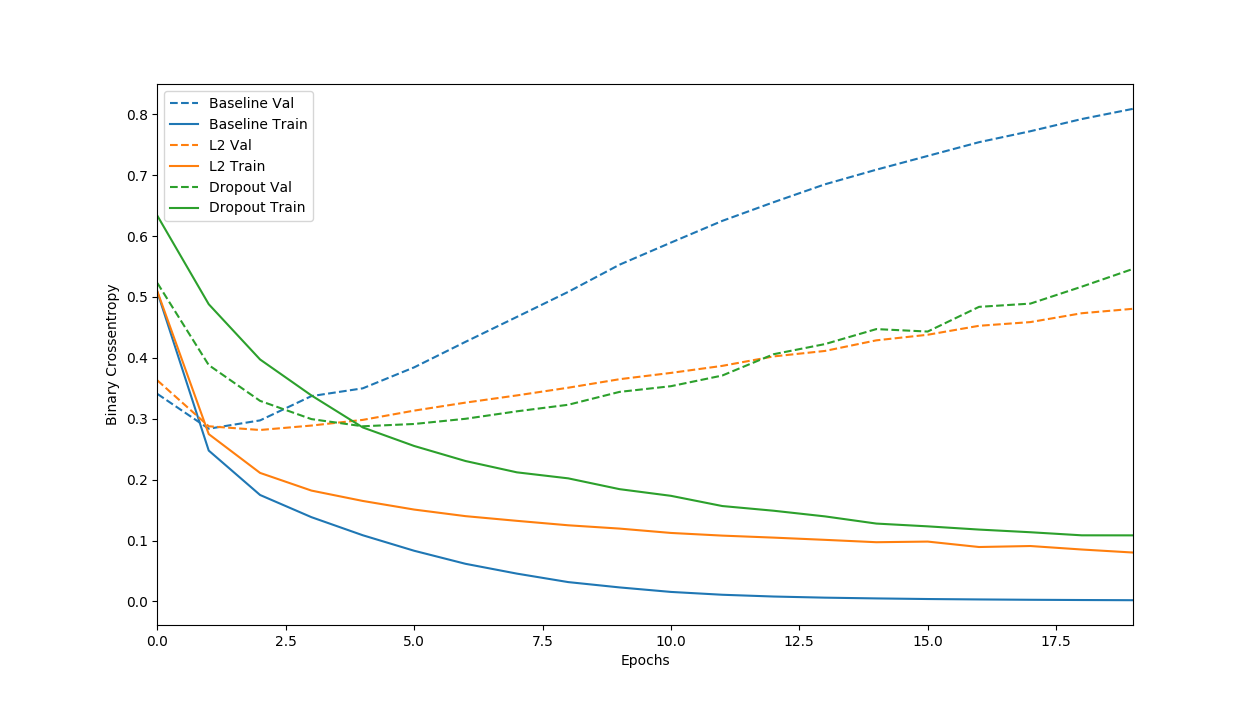 Baseline Val
Baseline Train
L2 Val
L2 Train
Dropout Val
Dropout Train
0.8
0.7
0.6
0.5
0.4
0.3
0.2
0.1
0.0
Binary Crossentropy
0.0 2.5 5.0 7.5 10.0 12.5 15.0 17.5
Epochs